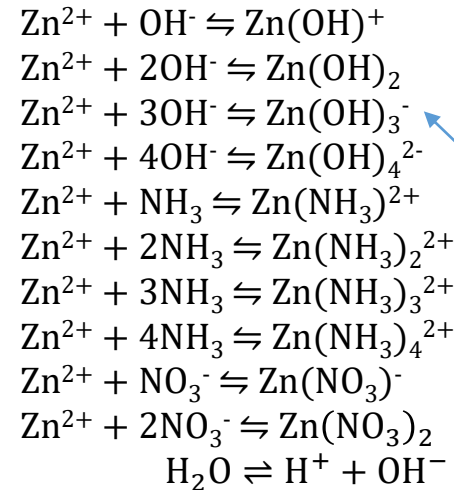 Zn²⁺ + OH⁻ ⇋ Zn(OH)⁺
Zn²⁺ + 2OH⁻ ⇋ Zn(OH)₂
Zn²⁺ + 3OH⁻ ⇋ Zn(OH)₃⁻
Zn²⁺ + 4OH⁻ ⇋ Zn(OH)₄²⁻
Zn²⁺ + NH₃ ⇋ Zn(NH₃)²⁺
Zn²⁺ + 2NH₃ ⇋ Zn(NH₃)₂²⁺
Zn²⁺ + 3NH₃ ⇋ Zn(NH₃)₃²⁺
Zn²⁺ + 4NH₃ ⇋ Zn(NH₃)₄²⁺
Zn²⁺ + NO₃⁻ ⇋ Zn(NO₃)⁻
Zn²⁺ + 2NO₃⁻ ⇋ Zn(NO₃)₂
H₂O ⇌ H⁺ + OH⁻